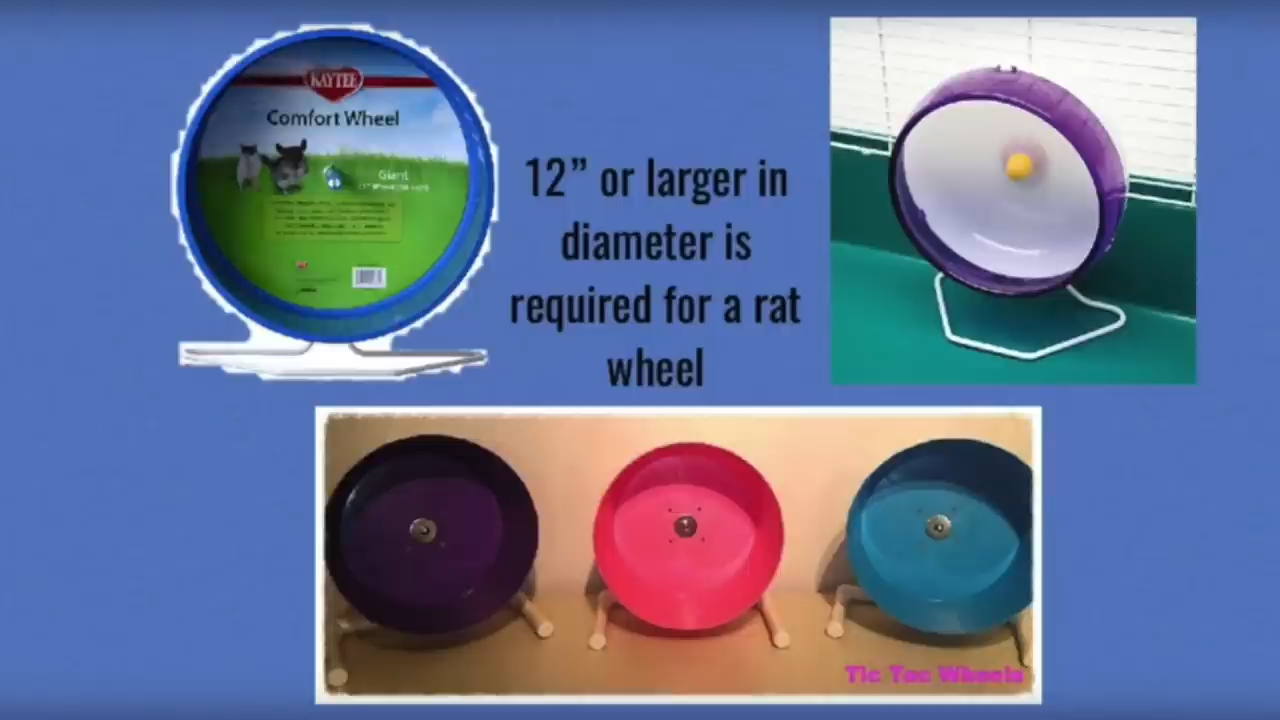 KAYTEE
Comfort Wheel
Giant
12” or larger in
diameter is
required for a rat
wheel
Tic Tac Wheels